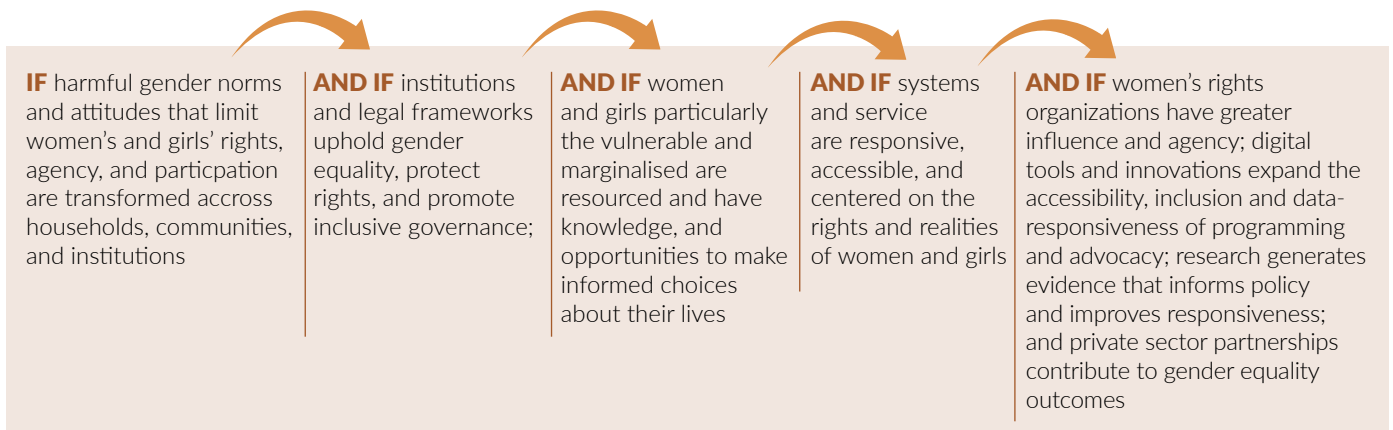 IF harmful gender norms
and attitudes that limit
women’s and girls’ rights,
agency, and particpation
are transformed accross
households, communities,
and institutions
AND IF institutions
and legal frameworks
uphold gender
equality, protect
rights, and promote
inclusive governance;
AND IF women
and girls particularly
the vulnerable and
marginalised are
resourced and have
knowledge, and
opportunities to make
informed choices
about their lives
AND IF systems
and service
are responsive,
accessible, and
centered on the
rights and realities
of women and girls
AND IF women’s rights
organizations have greater
influence and agency; digital
tools and innovations expand the
accessibility, inclusion and data-
responsiveness of programming
and advocacy; research generates
evidence that informs policy
and improves responsiveness;
and private sector partnerships
contribute to gender equality
outcomes